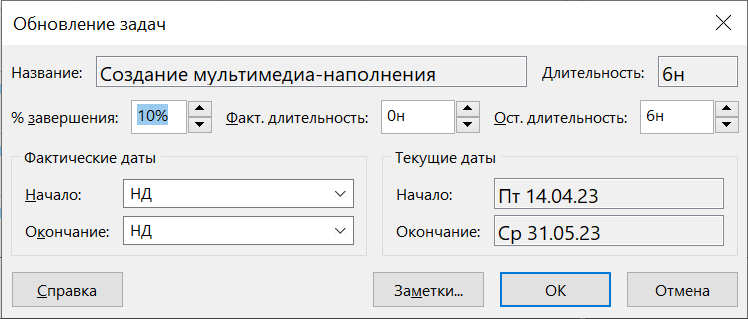 Обновление задач
Название: Создание мультимедиа-наполнения Длительность: 6н
% завершения: 10% Факт. длительность: 0н Ост. длительность: 6н
Фактические даты Текущие даты
Начало: НД Начало: Пт 14.04.23
Окончание: НД Окончание: Ср 31.05.23
Справка Заметки... ОК Отмена